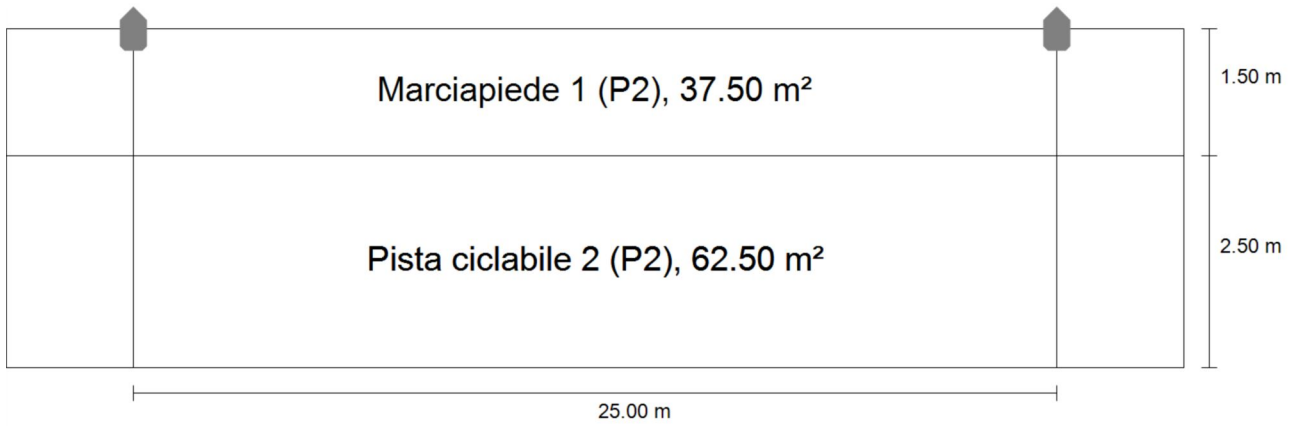 Marciapiede 1 (P2), 37.50 m²
1.50 m
Pista ciclabile 2 (P2), 62.50 m²
2.50 m
25.00 m